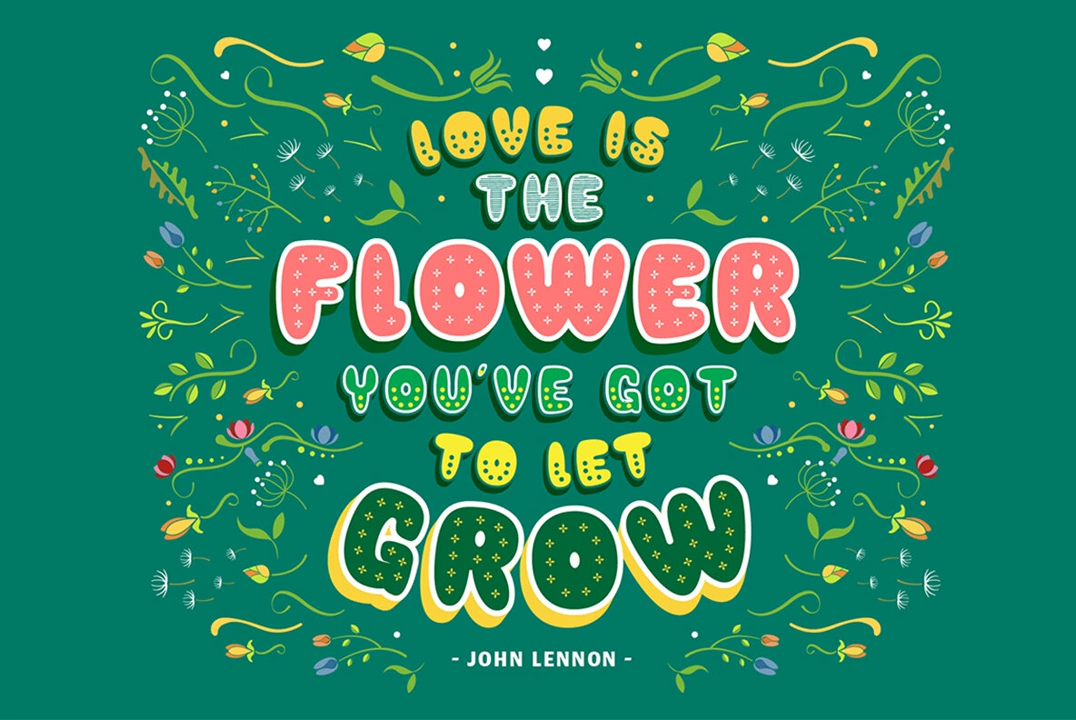 LOVE IS
THE
FLOWER
YOU'VE GOT
TO LET
GROW
- JOHN LENNON -